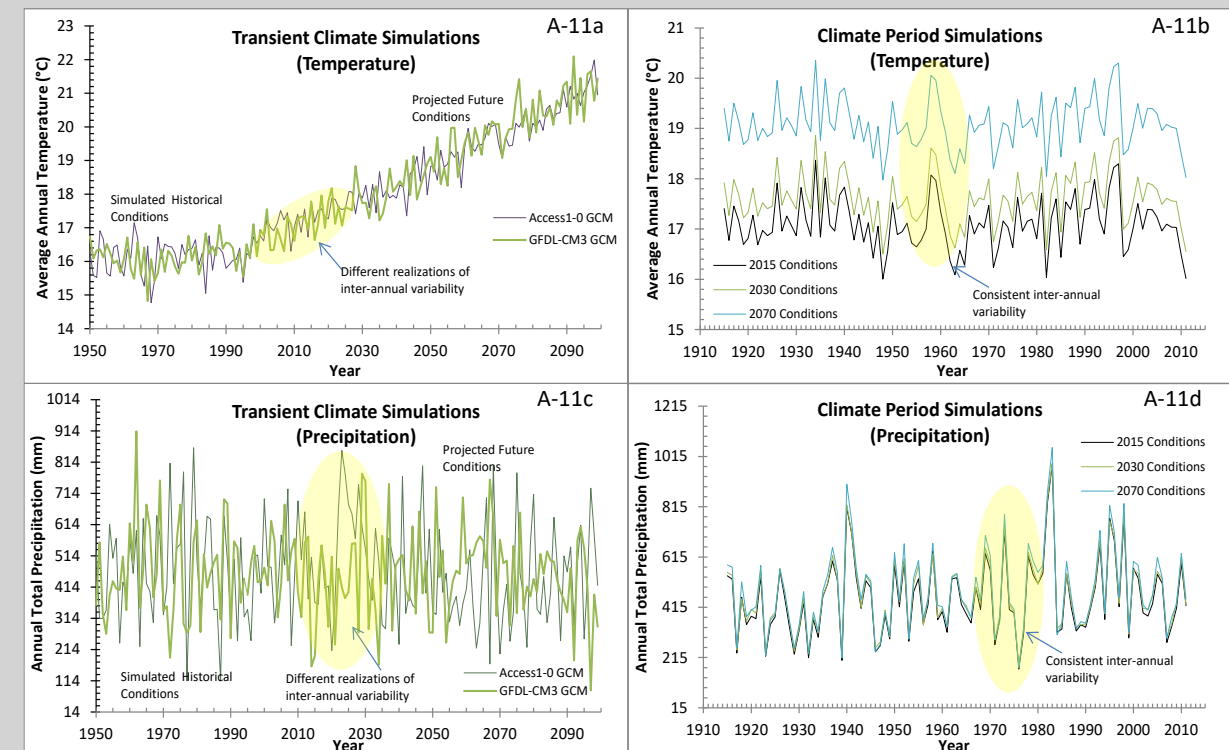 A-11a
Transient Climate Simulations
(Temperature)
Average Annual Temperature (°C)
23
22
21
20
19
18
17
16
15
14
Projected Future
Conditions
Simulated Historical
Conditions
Access1-0 GCM
GFDL-CM3 GCM
Different realizations of
inter-annual variability
1950 1970 1990 2010 2030 2050 2070 2090
Year
A-11b
Climate Period Simulations
(Temperature)
Average Annual Temperature (°C)
21
20
19
18
17
16
15
2015 Conditions
2030 Conditions
2070 Conditions
Consistent inter-annual
variability
1910 1920 1930 1940 1950 1960 1970 1980 1990 2000 2010
Year
A-11c
Transient Climate Simulations
(Precipitation)
Annual Total Precipiitation (mm)
1014
914
814
714
614
514
414
314
214
114
14
Projected Future
Conditions
Simulated Historical
Conditions
Different realizations of
inter-annual variability
Access1-0 GCM
GFDL-CM3 GCM
1950 1970 1990 2010 2030 2050 2070 2090
Year
A-11d
Climate Period Simulations
(Precipitation)
Annual Total Preicpitation (mm)
1215
1015
815
615
415
215
15
2015 Conditions
2030 Conditions
2070 Conditions
Consistent inter-annual
variability
1910 1920 1930 1940 1950 1960 1970 1980 1990 2000 2010
Year